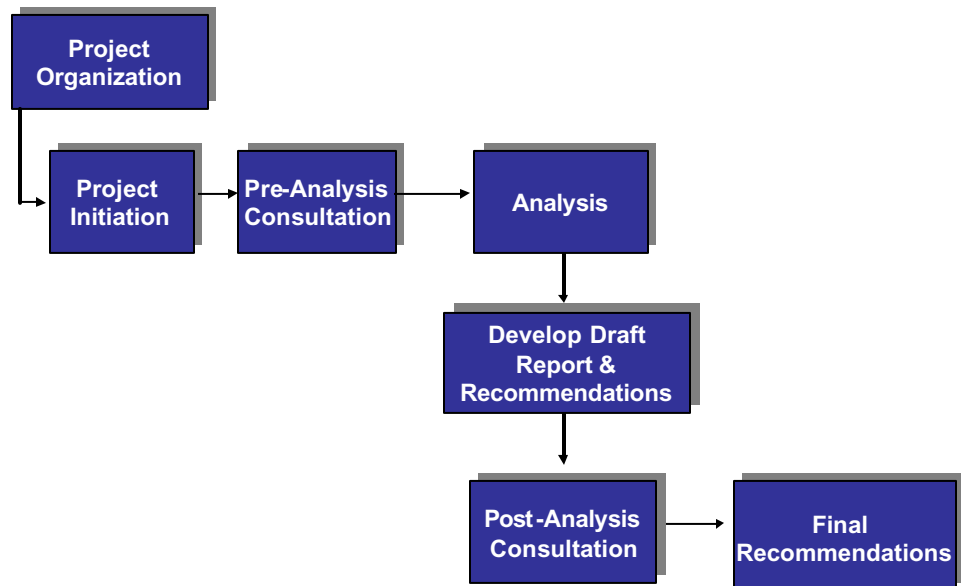 Project
Organization
Project
Initiation
Pre-Analysis
Consultation
Analysis
Develop Draft
Report &
Recommendations
Post-Analysis
Consultation
Final
Recommendations